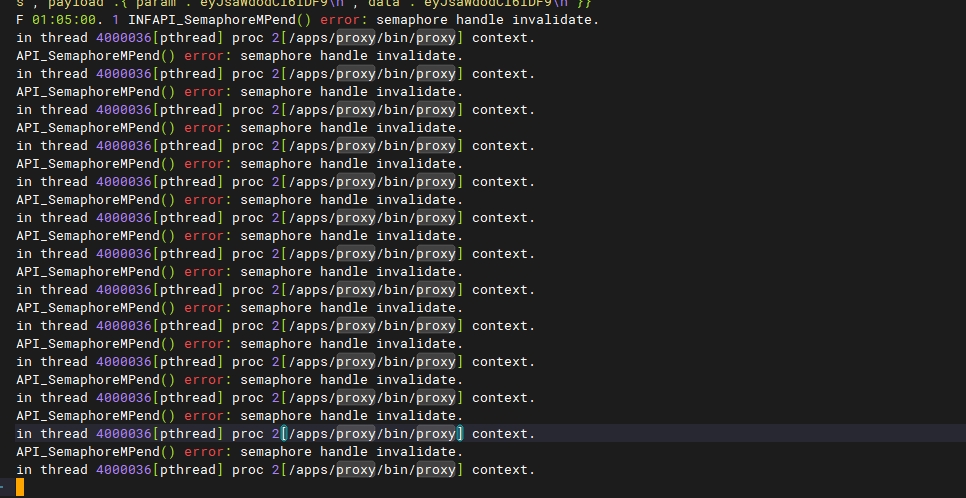 s , payload :{ param : eyJsaWdodCI6IDF9\n , data : eyJsaWdodCI6IDF9\n }}
F 01:05:00. 1 INFAPI_SemaphoreMPend() error: semaphore handle invalidate.
in thread 4000036[pthread] proc 2[/apps/proxy/bin/proxy] context.
API_SemaphoreMPend() error: semaphore handle invalidate.
in thread 4000036[pthread] proc 2[/apps/proxy/bin/proxy] context.
API_SemaphoreMPend() error: semaphore handle invalidate.
in thread 4000036[pthread] proc 2[/apps/proxy/bin/proxy] context.
API_SemaphoreMPend() error: semaphore handle invalidate.
in thread 4000036[pthread] proc 2[/apps/proxy/bin/proxy] context.
API_SemaphoreMPend() error: semaphore handle invalidate.
in thread 4000036[pthread] proc 2[/apps/proxy/bin/proxy] context.
API_SemaphoreMPend() error: semaphore handle invalidate.
in thread 4000036[pthread] proc 2[/apps/proxy/bin/proxy] context.
API_SemaphoreMPend() error: semaphore handle invalidate.
in thread 4000036[pthread] proc 2[/apps/proxy/bin/proxy] context.
API_SemaphoreMPend() error: semaphore handle invalidate.
in thread 4000036[pthread] proc 2[/apps/proxy/bin/proxy] context.
API_SemaphoreMPend() error: semaphore handle invalidate.
in thread 4000036[pthread] proc 2[/apps/proxy/bin/proxy] context.
API_SemaphoreMPend() error: semaphore handle invalidate.
in thread 4000036[pthread] proc 2[/apps/proxy/bin/proxy] context.
API_SemaphoreMPend() error: semaphore handle invalidate.
in thread 4000036[pthread] proc 2[/apps/proxy/bin/proxy] context.
API_SemaphoreMPend() error: semaphore handle invalidate.
in thread 4000036[pthread] proc 2[/apps/proxy/bin/proxy] context.
API_SemaphoreMPend() error: semaphore handle invalidate.
in thread 4000036[pthread] proc 2[/apps/proxy/bin/proxy] context.